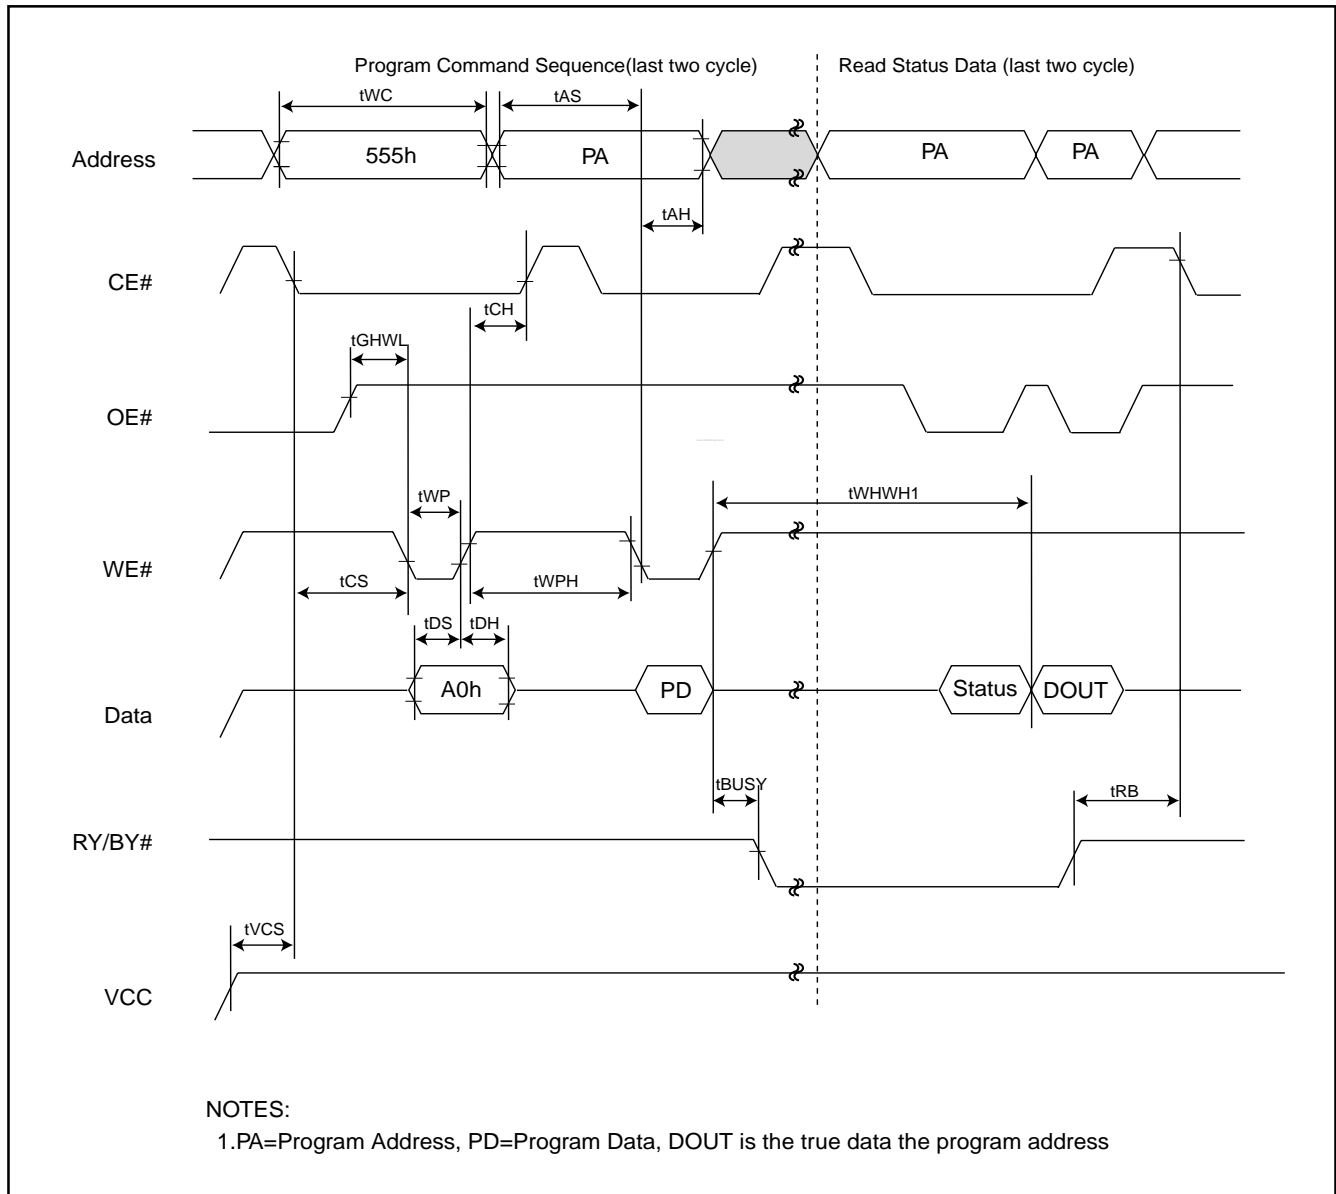 Program Command Sequence(last two cycle)
Read Status Data (last two cycle)
tWC
tAS
Address
555h
PA
PA
PA
tAH
CE#
tCH
tGHWL
OE#
tWP
tWHWH1
WE#
tCS
tWPH
tDS
tDH
A0h
PD
Status
DOUT
Data
tBUSY
tRB
RY/BY#
tVCS
VCC
NOTES:
1.PA=Program Address, PD=Program Data, DOUT is the true data the program address